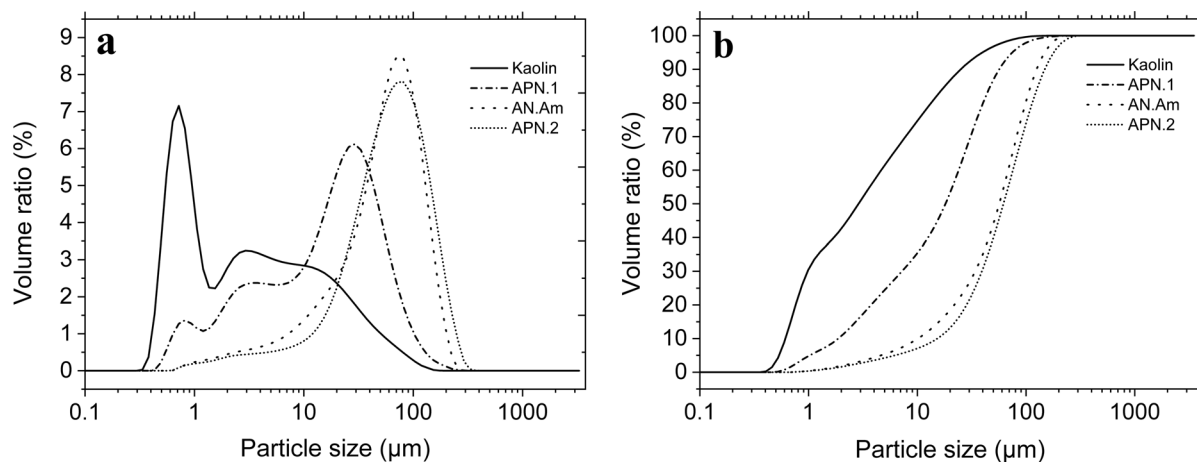 a
Volume ratio (%)
9
8
7
6
5
4
3
2
1
0
Kaolin
APN.1
AN.Am
APN.2
0.1 1 10 100 1000
Particle size (µm)
b
Volume ratio (%)
100
90
80
70
60
50
40
30
20
10
0
Kaolin
APN.1
AN.Am
APN.2
0.1 1 10 100 1000
Particle size (µm)